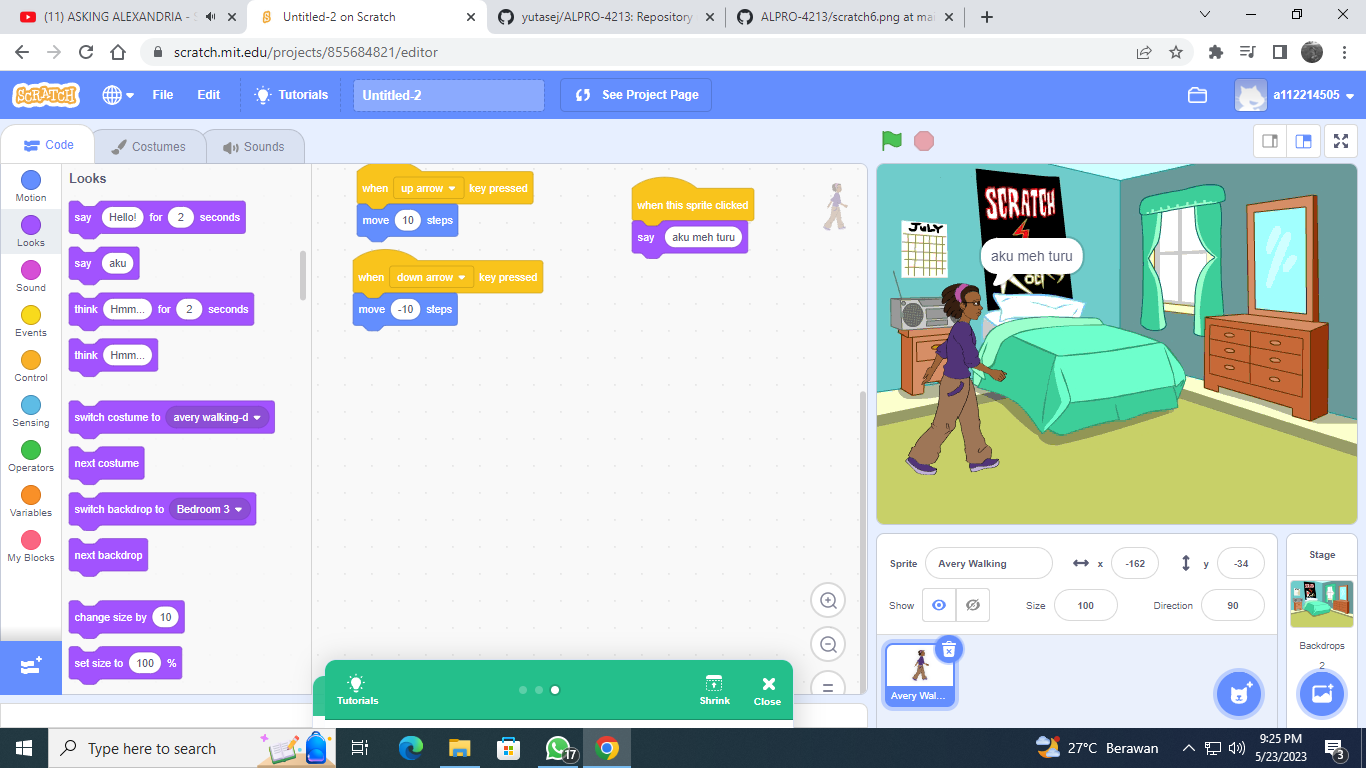 (11) ASKING ALEXANDRIA - S
Untitled-2 on Scratch
yutasej/ALPRO-4213: Repository
ALPRO-4213/scratch6.png at mai
scratch.mit.edu/projects/855684821/editor
SCRATCH
File
Edit
Tutorials
Untitled-2
See Project Page
a112214505
Code
Costumes
Sounds
Motion
Looks
Sound
Events
Control
Sensing
Operators
Variables
My Blocks
Looks
say Hello! for 2 seconds
say aku
think Hmm... for 2 seconds
think Hmm...
switch costume to avery walking-d
next costume
switch backdrop to Bedroom 3
next backdrop
change size by 10
set size to 100 %
when up arrow key pressed
move 10 steps
when down arrow key pressed
move -10 steps
when this sprite clicked
say aku meh turu
Tutorials
Shrink
Close
SCRATCH
JULY
aku meh turu
Sprite Avery Walking x -162 y -34
Show Size 100 Direction 90
Avery Wal...
Stage
Backdrops
2
Type here to search
17
27°C Berawan
9:25 PM
5/23/2023
3